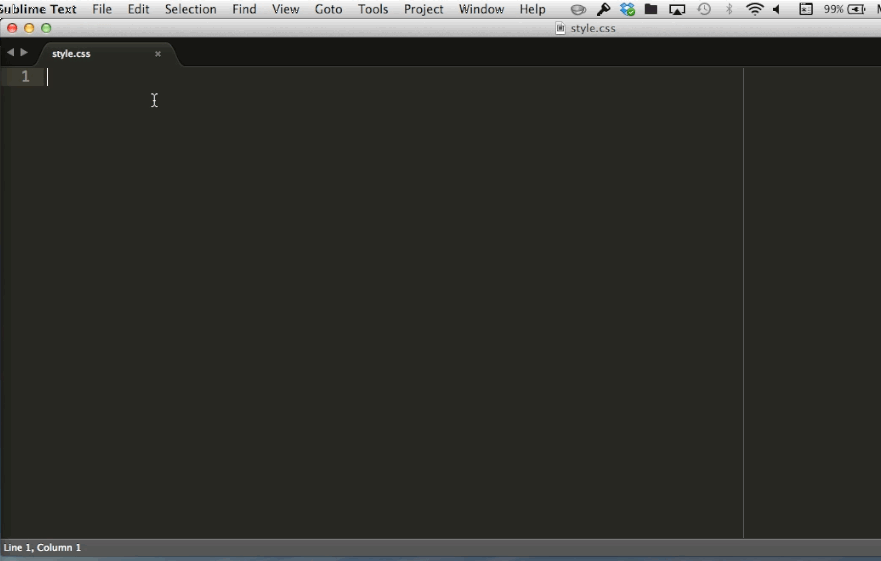 Sublime Text File Edit Selection Find View Goto Tools Project Window Help 99%
style.css
style.css
1
Line 1, Column 1